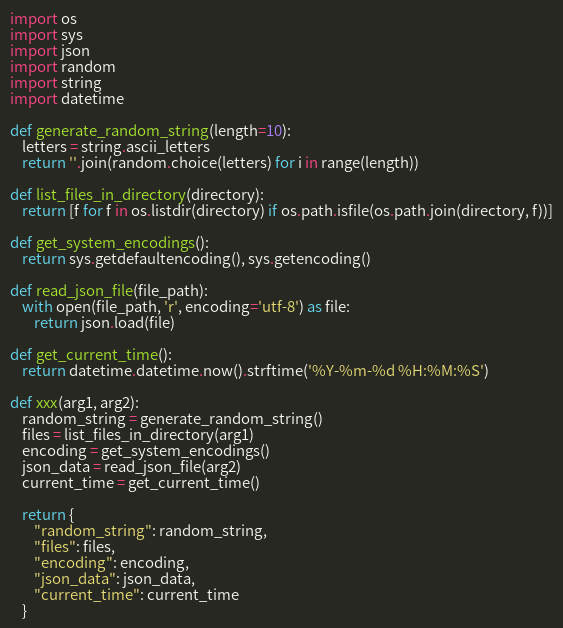 import os
import sys
import json
import random
import string
import datetime

def generate_random_string(length=10):
    letters = string.ascii_letters
    return ''.join(random.choice(letters) for i in range(length))

def list_files_in_directory(directory):
    return [f for f in os.listdir(directory) if os.path.isfile(os.path.join(directory, f))]

def get_system_encodings():
    return sys.getdefaultencoding(), sys.getencoding()

def read_json_file(file_path):
    with open(file_path, 'r', encoding='utf-8') as file:
        return json.load(file)

def get_current_time():
    return datetime.datetime.now().strftime('%Y-%m-%d %H:%M:%S')

def xxx(arg1, arg2):
    random_string = generate_random_string()
    files = list_files_in_directory(arg1)
    encoding = get_system_encodings()
    json_data = read_json_file(arg2)
    current_time = get_current_time()

    return {
        "random_string": random_string,
        "files": files,
        "encoding": encoding,
        "json_data": json_data,
        "current_time": current_time
    }